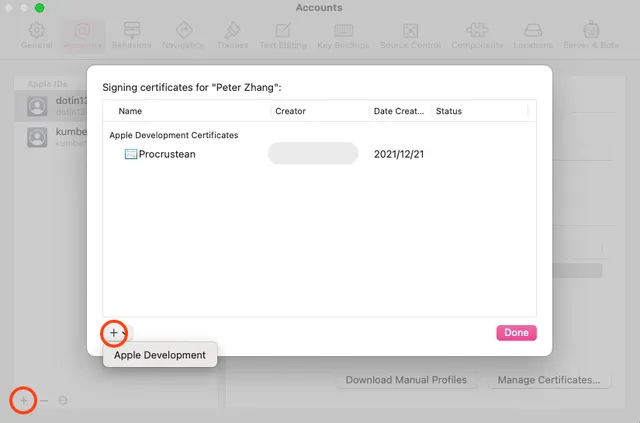 Accounts
General
Accounts
Behaviors
Navigation
Themes
Text Editing
Key Bindings
Source Control
Components
Locations
Server & Bots
Apple IDs
dotin13
dotin13
kumbe
kumbe
Signing certificates for "Peter Zhang":
Name Creator Date Creat... Status
Apple Development Certificates
Procrustean 2021/12/21
+
Done
Apple Development
Download Manual Profiles
Manage Certificates...
+ −